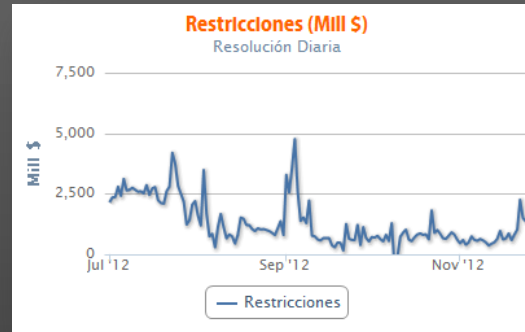 Restricciones (Mill $)
Resolución Diaria
7,500
5,000
2,500
0
Mill $
Jul '12
Sep '12
Nov '12
Restricciones